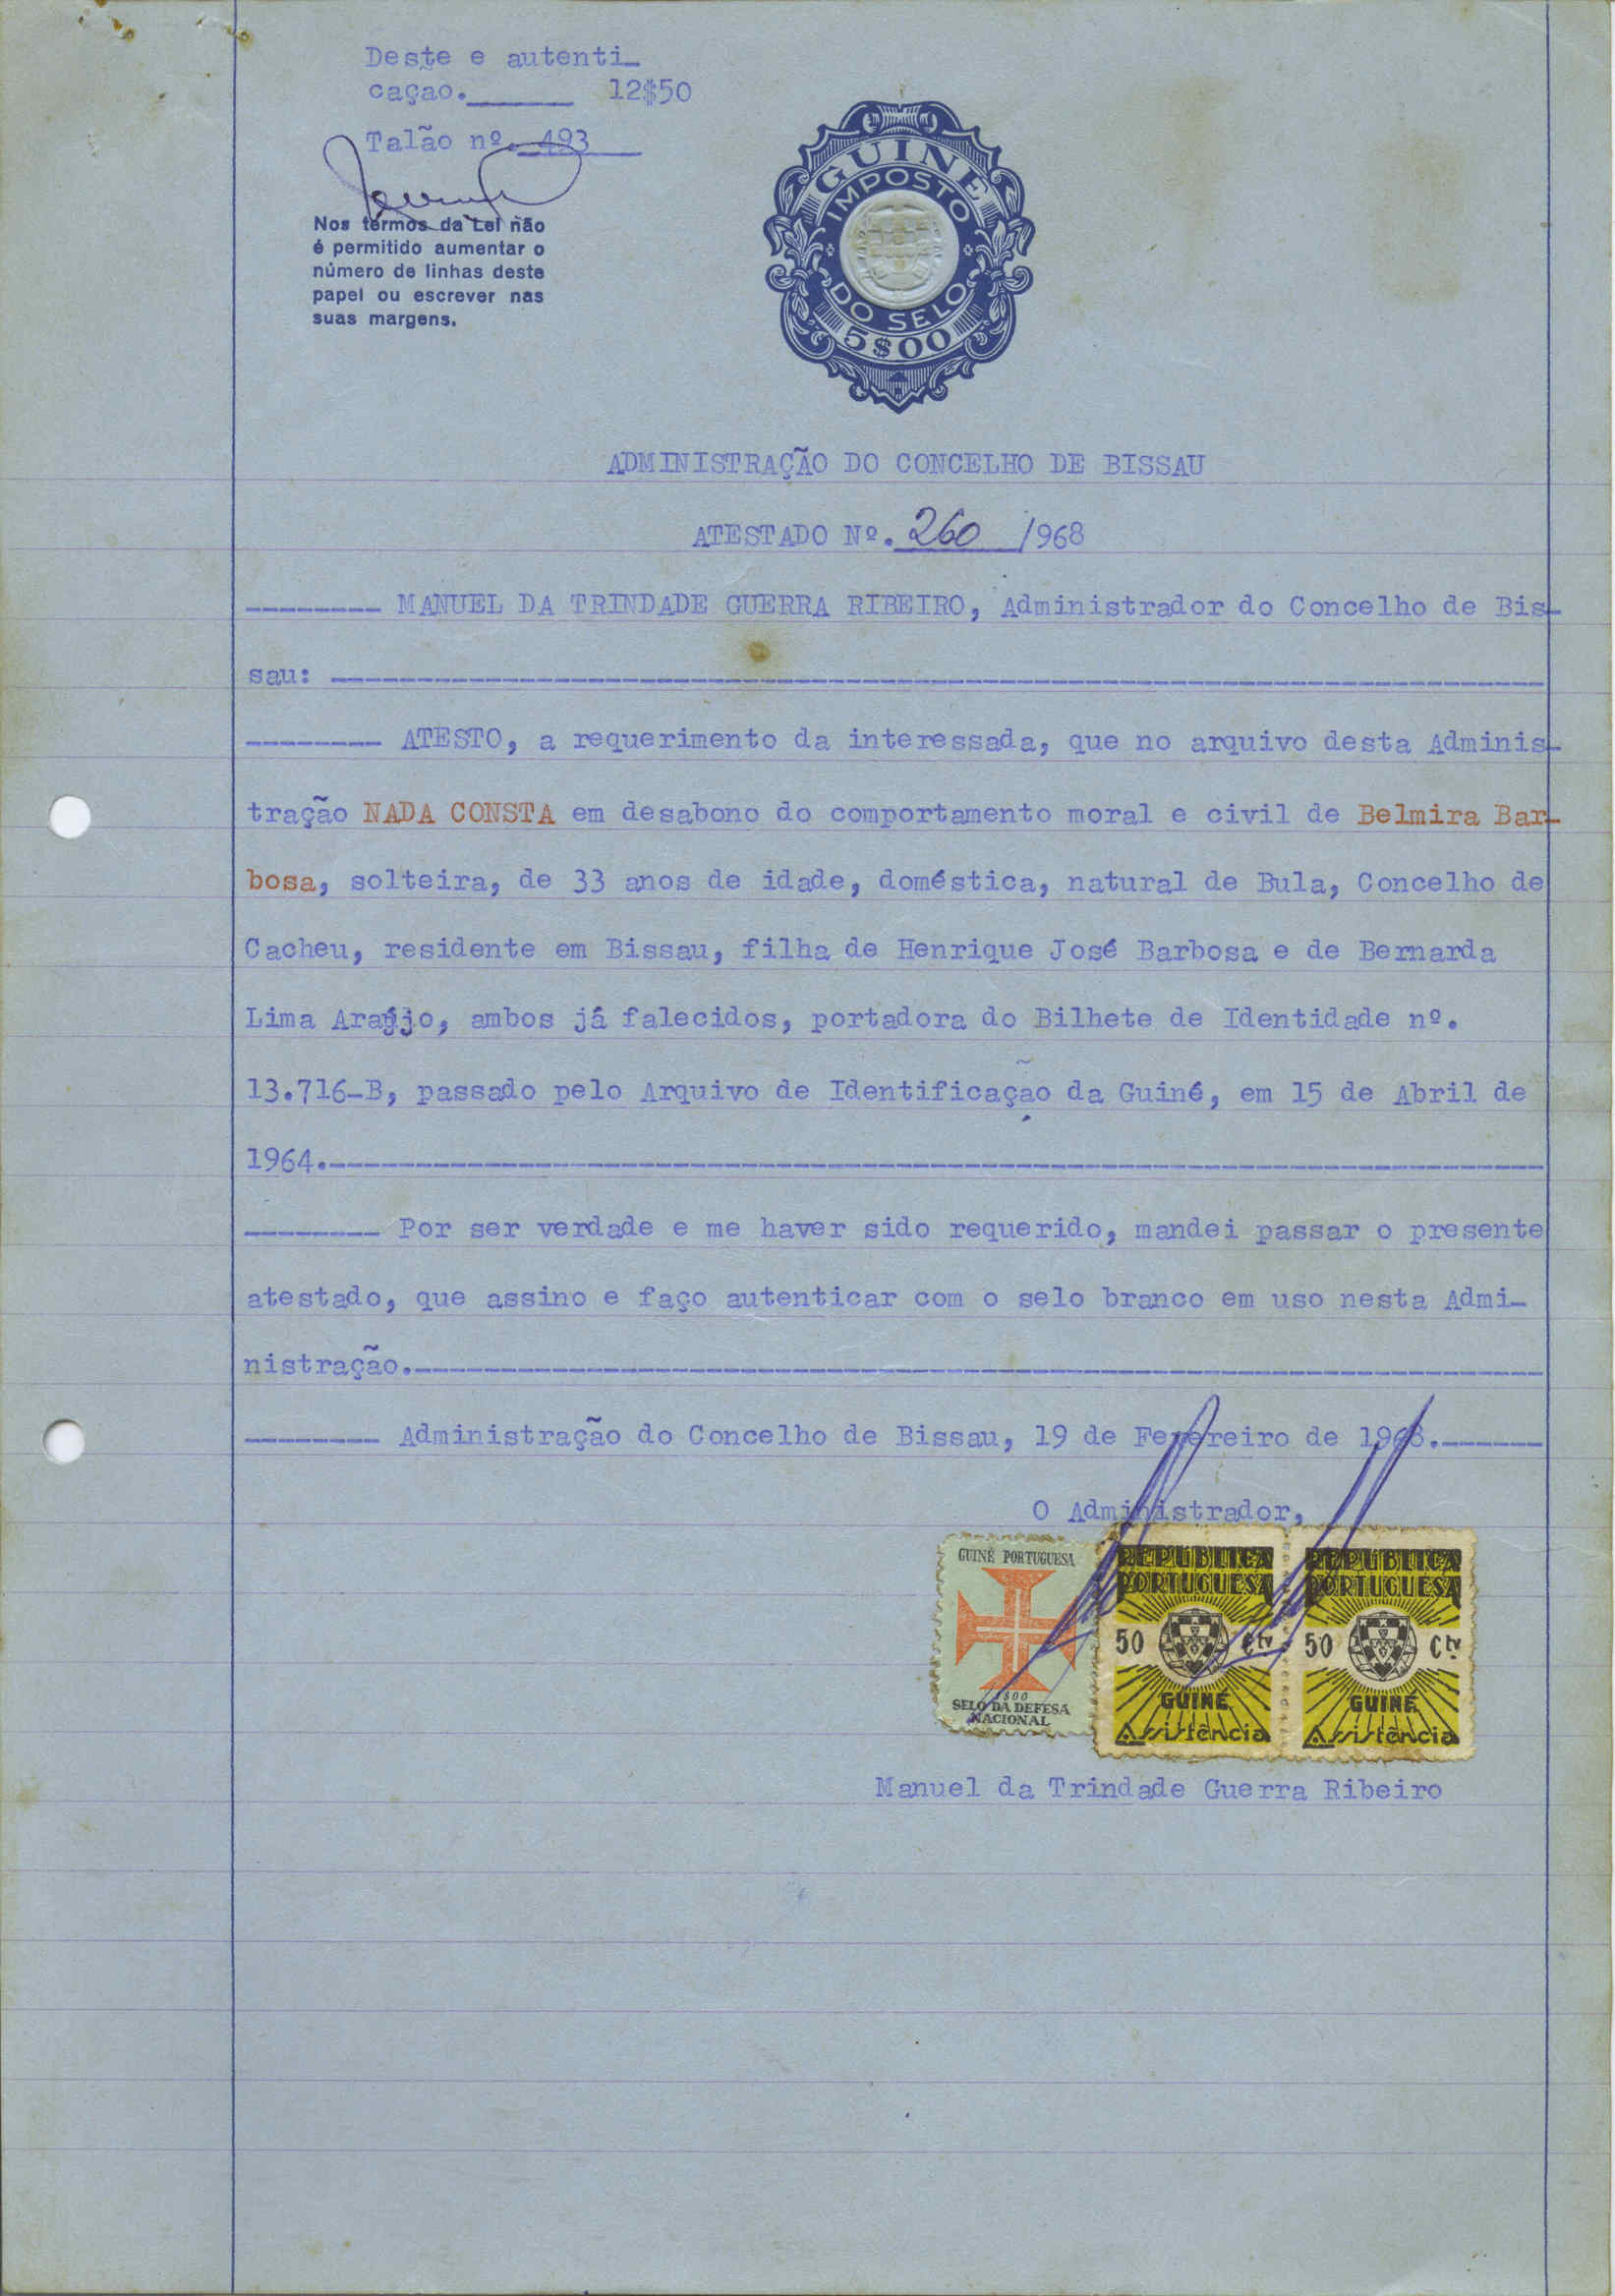 Deste e autenti-
caçao.______ 12$50
Talão nº. 493
Nos têrmos da Lei não
é permitido aumentar o
número de linhas deste
papel ou escrever nas
suas margens.
GUINÉ
IMPOSTO
DO SELO
5$00
ADMINISTRAÇÃO DO CONCELHO DE BISSAU
ATESTADO Nº. 260 /1968
-------- MANUEL DA TRINDADE GUERRA RIBEIRO, Administrador do Concelho de Bis-
sau: ------------------------------------------------------------------------
-------- ATESTO, a requerimento da interessada, que no arquivo desta Adminis-
tração NADA CONSTA em desabono do comportamento moral e civil de Belmira Bar-
bosa, solteira, de 33 anos de idade, doméstica, natural de Bula, Concelho de
Cacheu, residente em Bissau, filha de Henrique José Barbosa e de Bernarda
Lima Araújo, ambos já falecidos, portadora do Bilhete de Identidade nº.
13.716-B, passado pelo Arquivo de Identificação da Guiné, em 15 de Abril de
1964.------------------------------------------------------------------------
-------- Por ser verdade e me haver sido requerido, mandei passar o presente
atestado, que assino e faço autenticar com o selo branco em uso nesta Admi-
nistração.-------------------------------------------------------------------
-------- Administração do Concelho de Bissau, 19 de Fevereiro de 1968.------
O Administrador,
GUINÉ PORTUGUESA
SELO DA DEFESA
NACIONAL
REPUBLICA
PORTUGUESA
50 Ctv
GUINÉ
Assistência
REPUBLICA
PORTUGUESA
50 Ctv.
GUINÉ
Assistência
Manuel da Trindade Guerra Ribeiro